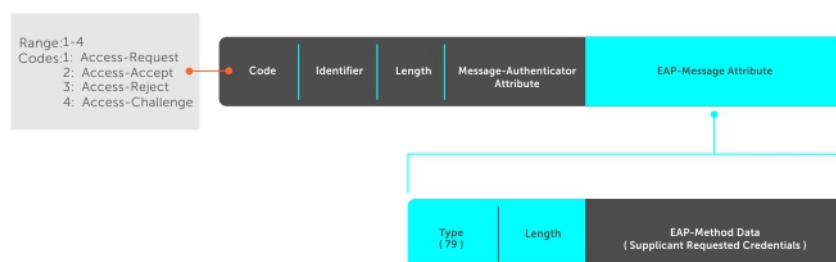 Range:1-4
Codes:1: Access-Request
2: Access-Accept
3: Access-Reject
4: Access-Challenge
Code
Identifier
Length
Message-Authenticator
Attribute
EAP-Message Attribute
Type
( 79 )
Length
EAP-Method Data
( Supplicant Requested Credentials )